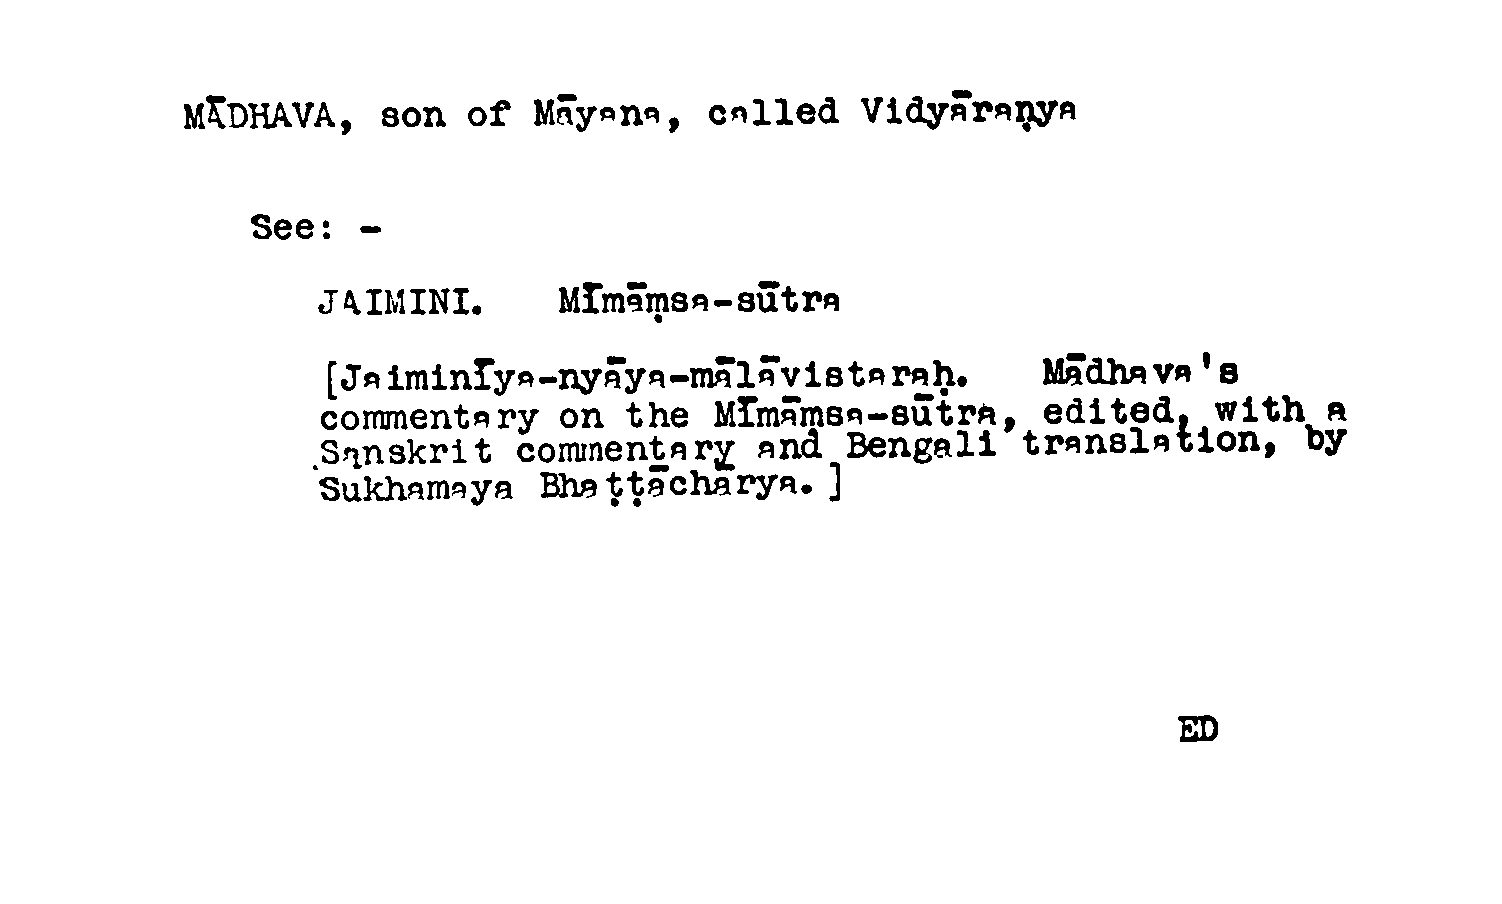 MĀDHAVA, son of Māyana, called Vidyāraṇya
See: -
JAIMINI. Mīmāṃsa-sūtra
[Jaiminīya-nyāya-mālāvistaraḥ. Mādhava's
commentary on the Mīmāmsa-sūtra, edited, with a
Sanskrit commentary and Bengali translation, by
Sukhamaya Bhaṭṭāchārya.]
ED